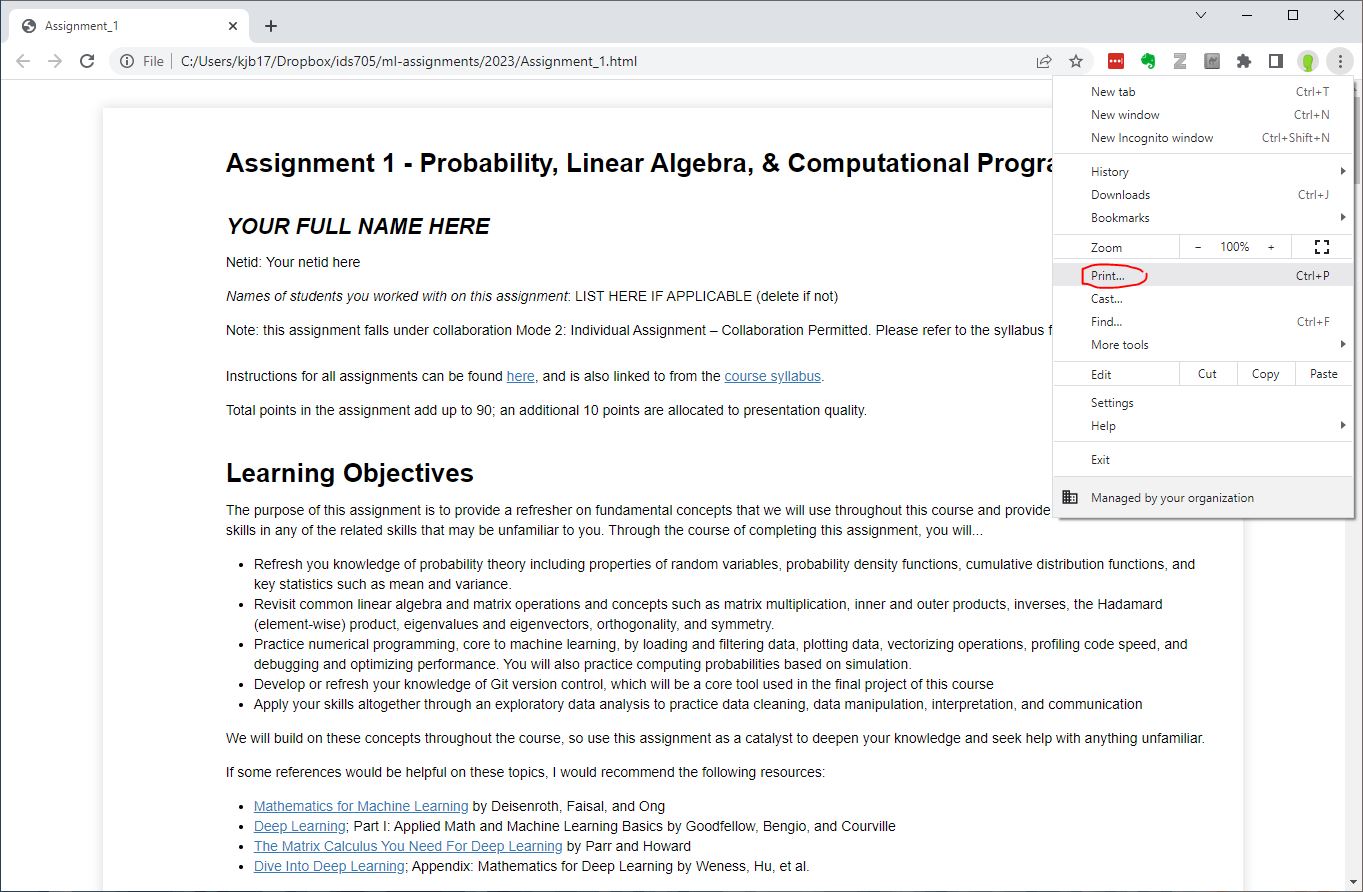 Assignment_1
File
C:/Users/kjb17/Dropbox/ids705/ml-assignments/2023/Assignment_1.html
New tab Ctrl+T
New window Ctrl+N
New Incognito window Ctrl+Shift+N
History
Downloads Ctrl+J
Bookmarks
Zoom - 100% +
Print... Ctrl+P
Cast...
Find... Ctrl+F
More tools
Edit Cut Copy Paste
Settings
Help
Exit
Managed by your organization
Assignment 1 - Probability, Linear Algebra, & Computational Progra
YOUR FULL NAME HERE
Netid: Your netid here
Names of students you worked with on this assignment: LIST HERE IF APPLICABLE (delete if not)
Note: this assignment falls under collaboration Mode 2: Individual Assignment – Collaboration Permitted. Please refer to the syllabus f
Instructions for all assignments can be found here, and is also linked to from the course syllabus.
Total points in the assignment add up to 90; an additional 10 points are allocated to presentation quality.
Learning Objectives
The purpose of this assignment is to provide a refresher on fundamental concepts that we will use throughout this course and provide
skills in any of the related skills that may be unfamiliar to you. Through the course of completing this assignment, you will...
• Refresh you knowledge of probability theory including properties of random variables, probability density functions, cumulative distribution functions, and
key statistics such as mean and variance.
• Revisit common linear algebra and matrix operations and concepts such as matrix multiplication, inner and outer products, inverses, the Hadamard
(element-wise) product, eigenvalues and eigenvectors, orthogonality, and symmetry.
• Practice numerical programming, core to machine learning, by loading and filtering data, plotting data, vectorizing operations, profiling code speed, and
debugging and optimizing performance. You will also practice computing probabilities based on simulation.
• Develop or refresh your knowledge of Git version control, which will be a core tool used in the final project of this course
• Apply your skills altogether through an exploratory data analysis to practice data cleaning, data manipulation, interpretation, and communication
We will build on these concepts throughout the course, so use this assignment as a catalyst to deepen your knowledge and seek help with anything unfamiliar.
If some references would be helpful on these topics, I would recommend the following resources:
• Mathematics for Machine Learning by Deisenroth, Faisal, and Ong
• Deep Learning; Part I: Applied Math and Machine Learning Basics by Goodfellow, Bengio, and Courville
• The Matrix Calculus You Need For Deep Learning by Parr and Howard
• Dive Into Deep Learning; Appendix: Mathematics for Deep Learning by Weness, Hu, et al.